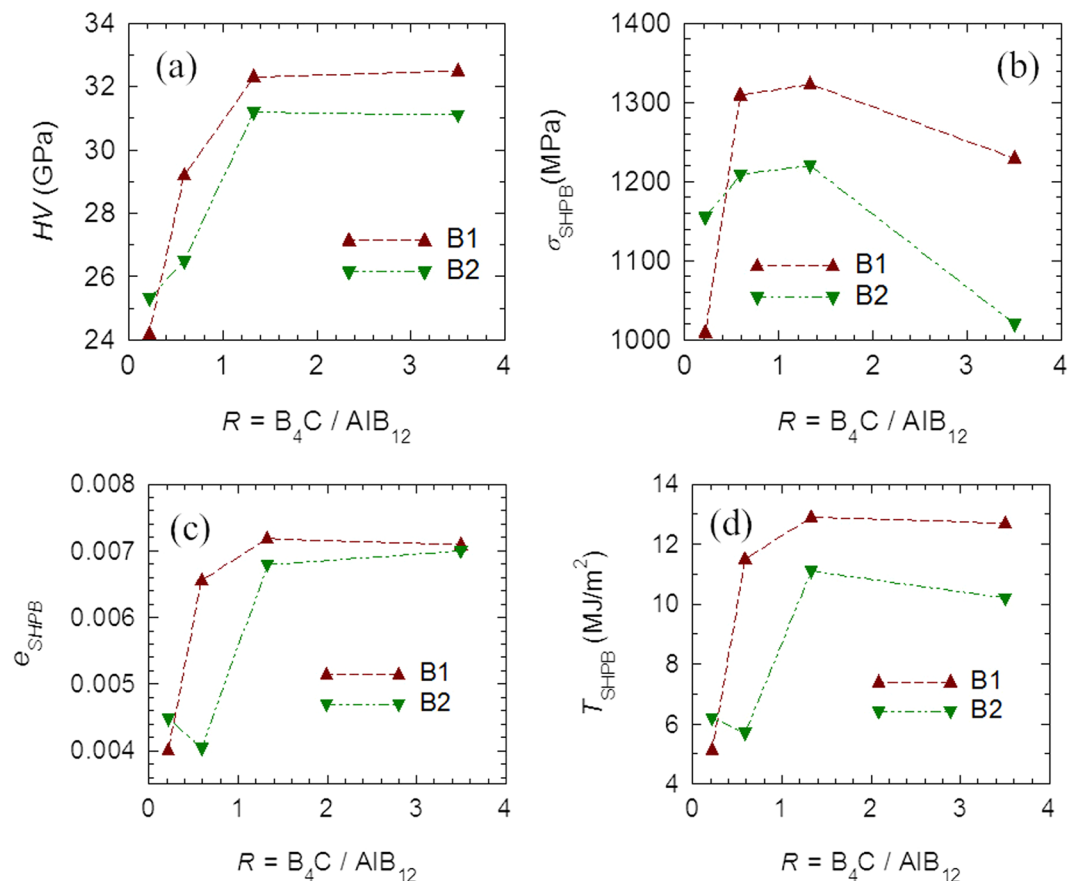 34
32
30
28
26
24
HV (GPa)
(a)
B1
B2
0 1 2 3 4
R = B₄C / AlB₁₂
1400
1300
1200
1100
1000
σSHPB(MPa)
(b)
B1
B2
0 1 2 3 4
R = B₄C / AlB₁₂
0.008
0.007
0.006
0.005
0.004
eSHPB
(c)
B1
B2
0 1 2 3 4
R = B₄C / AlB₁₂
14
12
10
8
6
4
TSHPB (MJ/m²)
(d)
B1
B2
0 1 2 3 4
R = B₄C / AlB₁₂